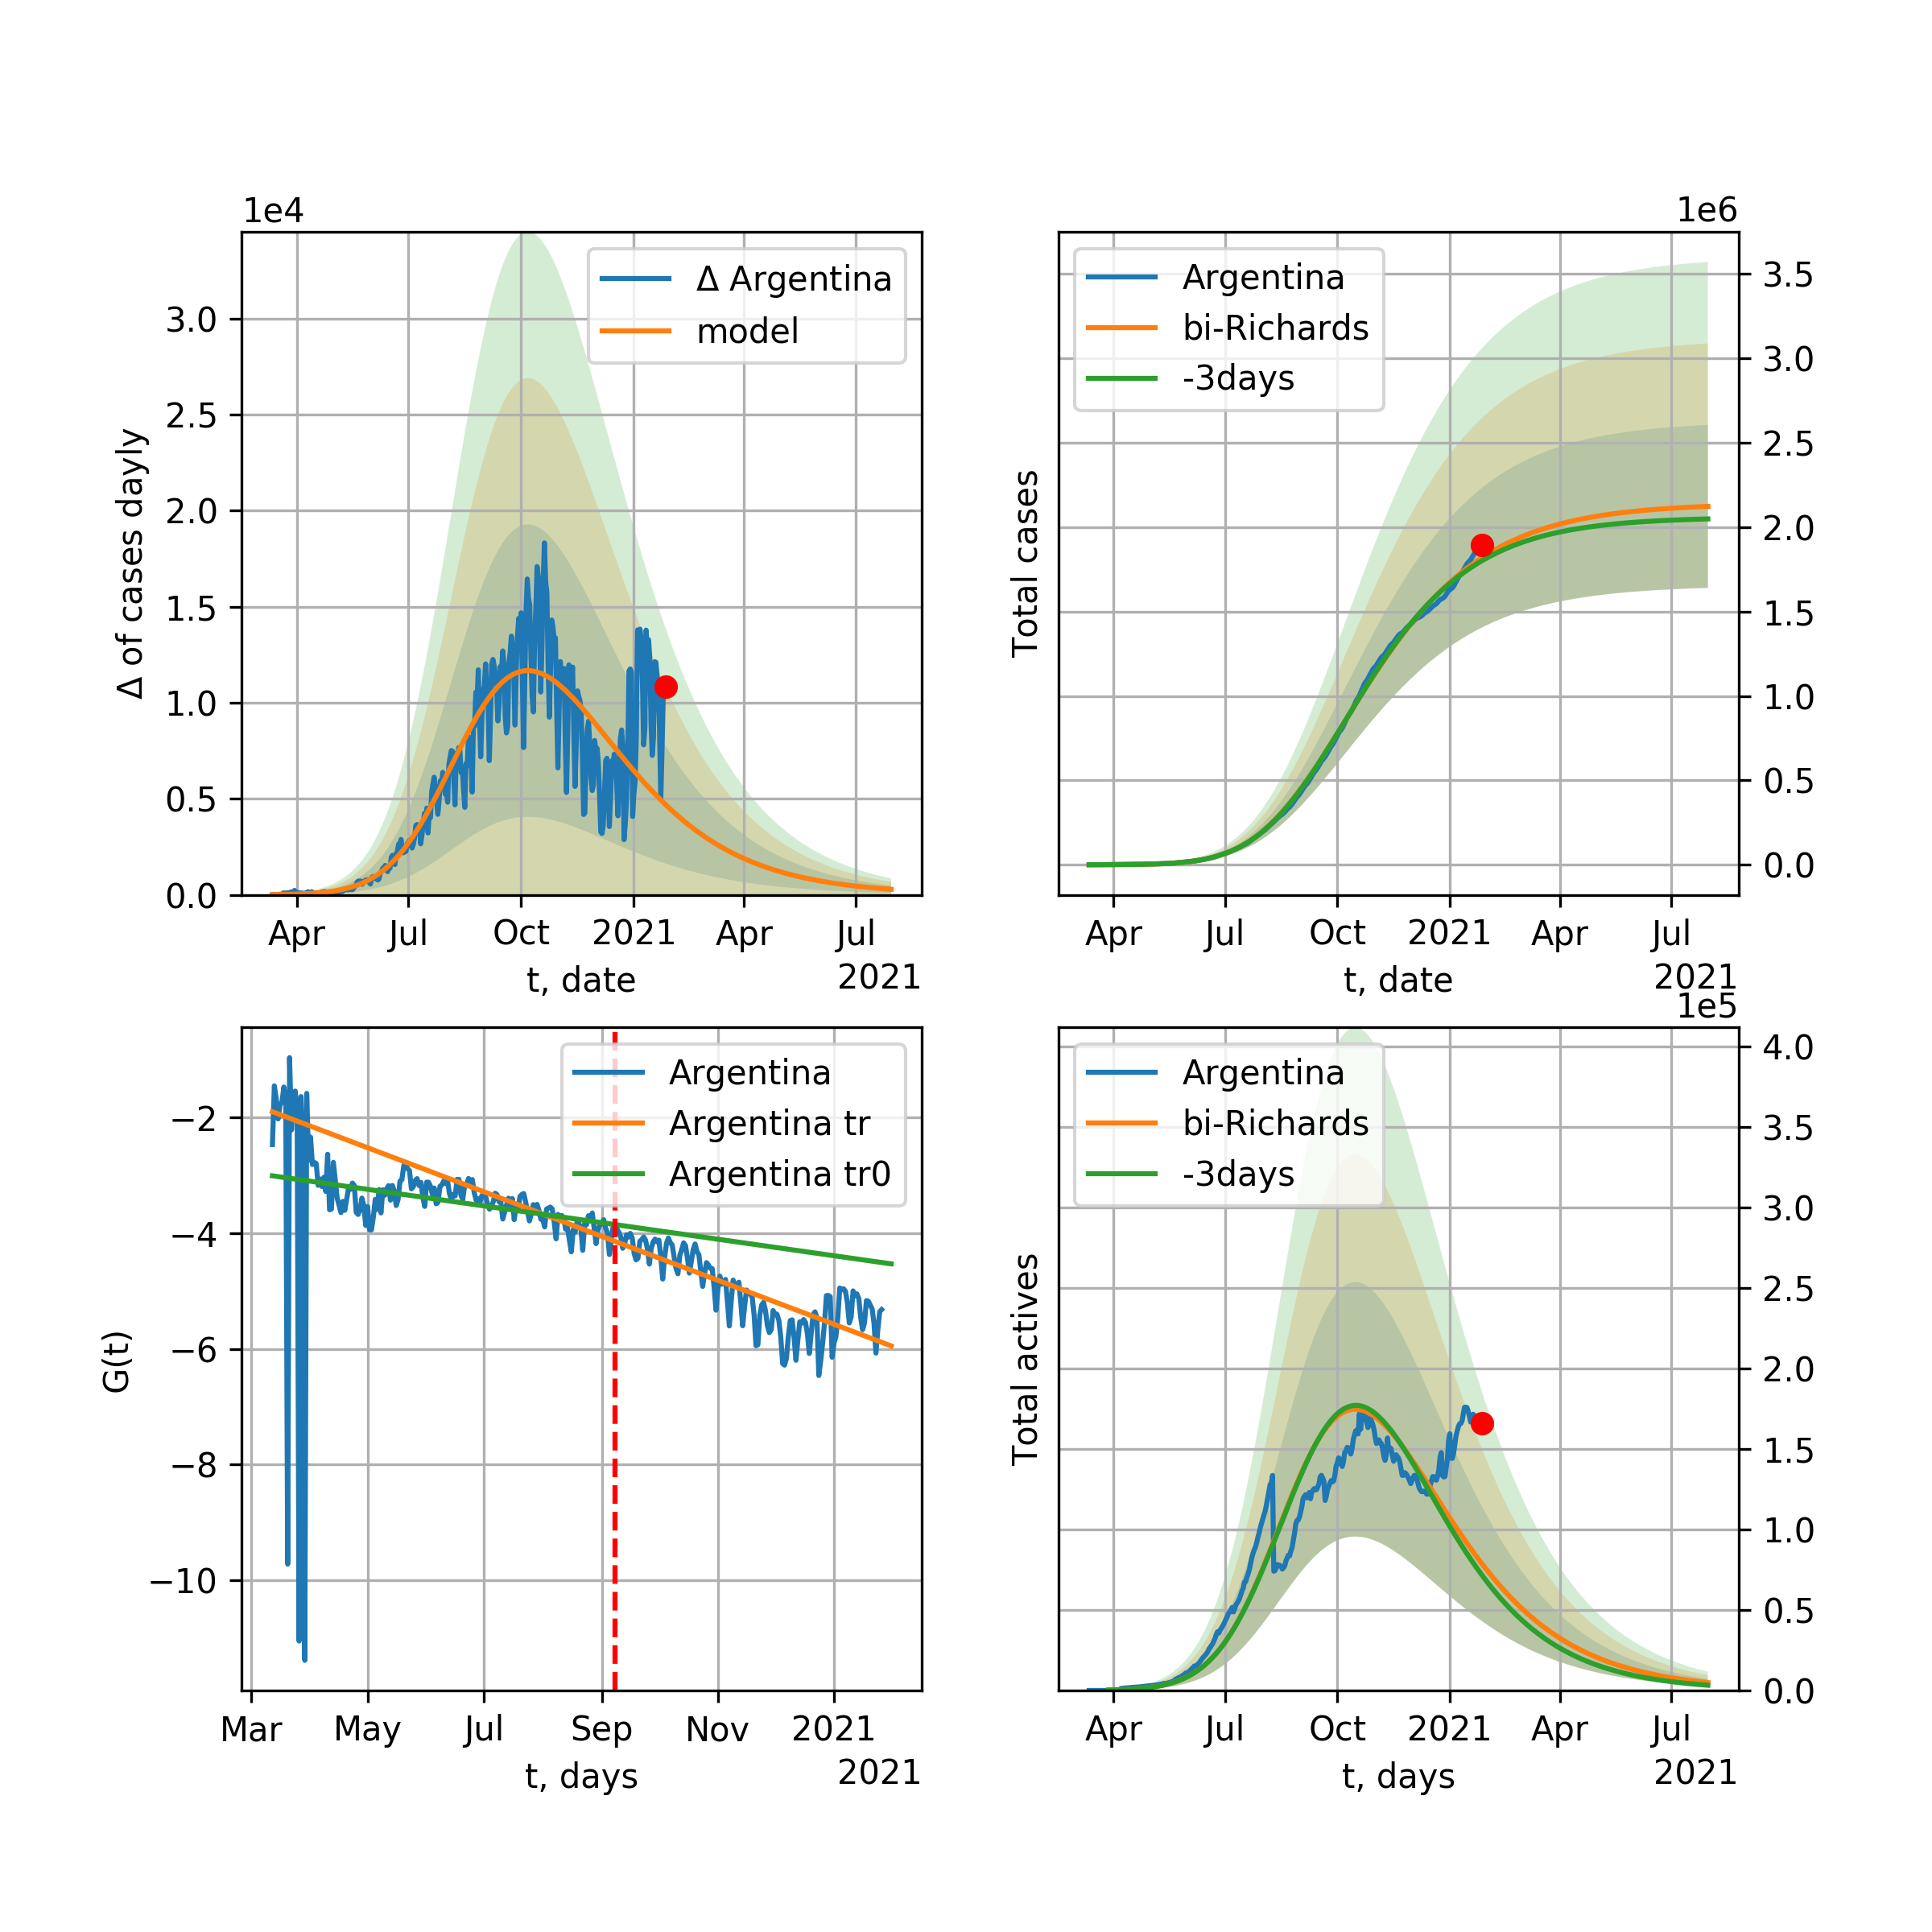 1e4
Δ of cases dayly
3.0
2.5
2.0
1.5
1.0
0.5
0.0
Δ Argentina
model
Apr
Jul
Oct
2021
Apr
Jul
t, date
2021
1e6
Total cases
Argentina
bi-Richards
-3days
3.5
3.0
2.5
2.0
1.5
1.0
0.5
0.0
Apr
Jul
Oct
2021
Apr
Jul
t, date
2021
G(t)
−2
−4
−6
−8
−10
Argentina
Argentina tr
Argentina tr0
Mar
May
Jul
Sep
Nov
2021
t, days
2021
1e5
Total actives
Argentina
bi-Richards
-3days
4.0
3.5
3.0
2.5
2.0
1.5
1.0
0.5
0.0
Apr
Jul
Oct
2021
Apr
Jul
t, days
2021